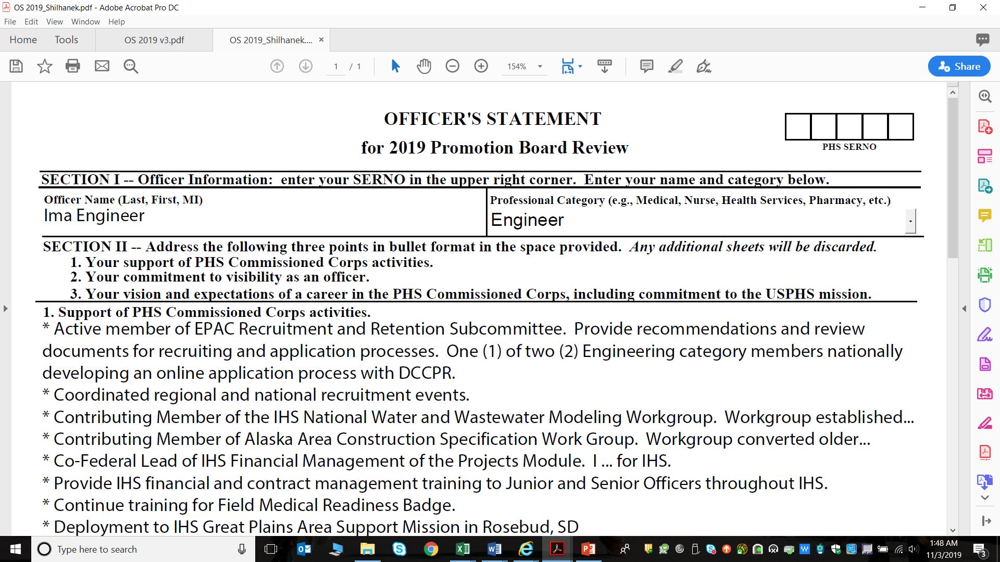 OS 2019_Shilhanek.pdf - Adobe Acrobat Pro DC
File Edit View Window Help
Home Tools OS 2019 v3.pdf OS 2019_Shilhanek.... ×
1 / 1 154% Share
OFFICER'S STATEMENT
for 2019 Promotion Board Review
PHS SERNO
SECTION I -- Officer Information: enter your SERNO in the upper right corner. Enter your name and category below.
Officer Name (Last, First, MI)
Ima Engineer
Professional Category (e.g., Medical, Nurse, Health Services, Pharmacy, etc.)
Engineer
SECTION II -- Address the following three points in bullet format in the space provided. Any additional sheets will be discarded.
1. Your support of PHS Commissioned Corps activities.
2. Your commitment to visibility as an officer.
3. Your vision and expectations of a career in the PHS Commissioned Corps, including commitment to the USPHS mission.
1. Support of PHS Commissioned Corps activities.
* Active member of EPAC Recruitment and Retention Subcommittee. Provide recommendations and review
documents for recruiting and application processes. One (1) of two (2) Engineering category members nationally
developing an online application process with DCCPR.
* Coordinated regional and national recruitment events.
* Contributing Member of the IHS National Water and Wastewater Modeling Workgroup. Workgroup established...
* Contributing Member of Alaska Area Construction Specification Work Group. Workgroup converted older...
* Co-Federal Lead of IHS Financial Management of the Projects Module. I ... for IHS.
* Provide IHS financial and contract management training to Junior and Senior Officers throughout IHS.
* Continue training for Field Medical Readiness Badge.
* Deployment to IHS Great Plains Area Support Mission in Rosebud, SD
Type here to search
1:48 AM
11/3/2019
3